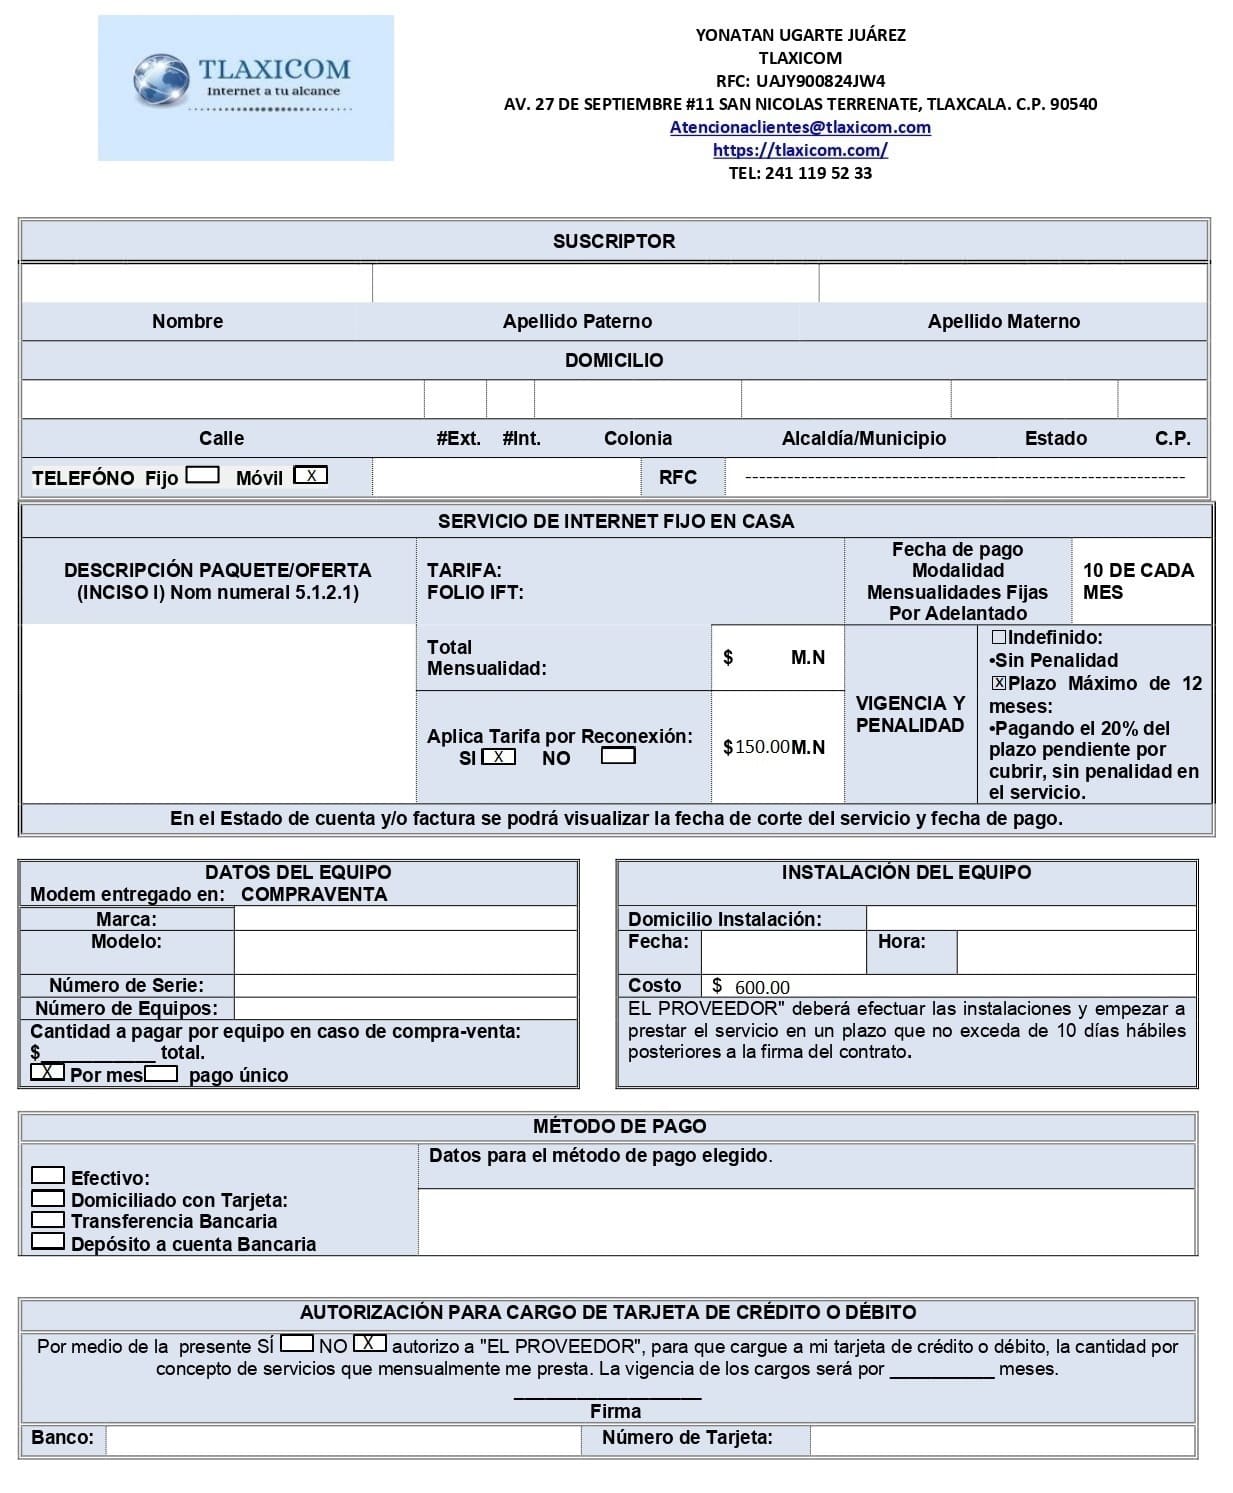 TLAXICOM
Internet a tu alcance
YONATAN UGARTE JUÁREZ
TLAXICOM
RFC: UAJY900824JW4
AV. 27 DE SEPTIEMBRE #11 SAN NICOLAS TERRENATE, TLAXCALA. C.P. 90540
Atencionaclientes@tlaxicom.com
https://tlaxicom.com/
TEL: 241 119 52 33
SUSCRIPTOR
Nombre Apellido Paterno Apellido Materno
DOMICILIO
Calle #Ext. #Int. Colonia Alcaldía/Municipio Estado C.P.
TELEFÓNO Fijo Móvil X RFC ---------------------------------------------------------------
SERVICIO DE INTERNET FIJO EN CASA
DESCRIPCIÓN PAQUETE/OFERTA
(INCISO I) Nom numeral 5.1.2.1)
TARIFA:
FOLIO IFT:
Fecha de pago
Modalidad
Mensualidades Fijas
Por Adelantado
10 DE CADA
MES
Total
Mensualidad:
$ M.N
Aplica Tarifa por Reconexión:
SI X NO
$150.00M.N
VIGENCIA Y
PENALIDAD
☐Indefinido:
•Sin Penalidad
☒Plazo Máximo de 12
meses:
•Pagando el 20% del
plazo pendiente por
cubrir, sin penalidad en
el servicio.
En el Estado de cuenta y/o factura se podrá visualizar la fecha de corte del servicio y fecha de pago.
DATOS DEL EQUIPO
Modem entregado en: COMPRAVENTA
Marca:
Modelo:
Número de Serie:
Número de Equipos:
Cantidad a pagar por equipo en caso de compra-venta:
$___________ total.
X Por mes pago único
INSTALACIÓN DEL EQUIPO
Domicilio Instalación:
Fecha: Hora:
Costo $ 600.00
EL PROVEEDOR" deberá efectuar las instalaciones y empezar a
prestar el servicio en un plazo que no exceda de 10 días hábiles
posteriores a la firma del contrato.
MÉTODO DE PAGO
Efectivo:
Domiciliado con Tarjeta:
Transferencia Bancaria
Depósito a cuenta Bancaria
Datos para el método de pago elegido.
AUTORIZACIÓN PARA CARGO DE TARJETA DE CRÉDITO O DÉBITO
Por medio de la presente SÍ NO X autorizo a "EL PROVEEDOR", para que cargue a mi tarjeta de crédito o débito, la cantidad por
concepto de servicios que mensualmente me presta. La vigencia de los cargos será por __________ meses.
__________________
Firma
Banco: Número de Tarjeta: